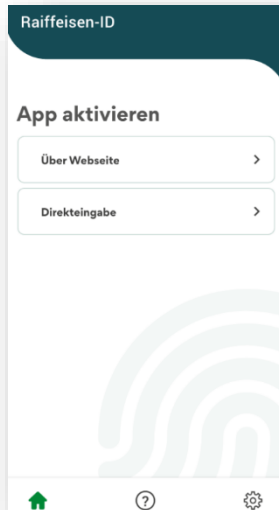 Raiffeisen-ID
App aktivieren
Über Webseite
Direkteingabe